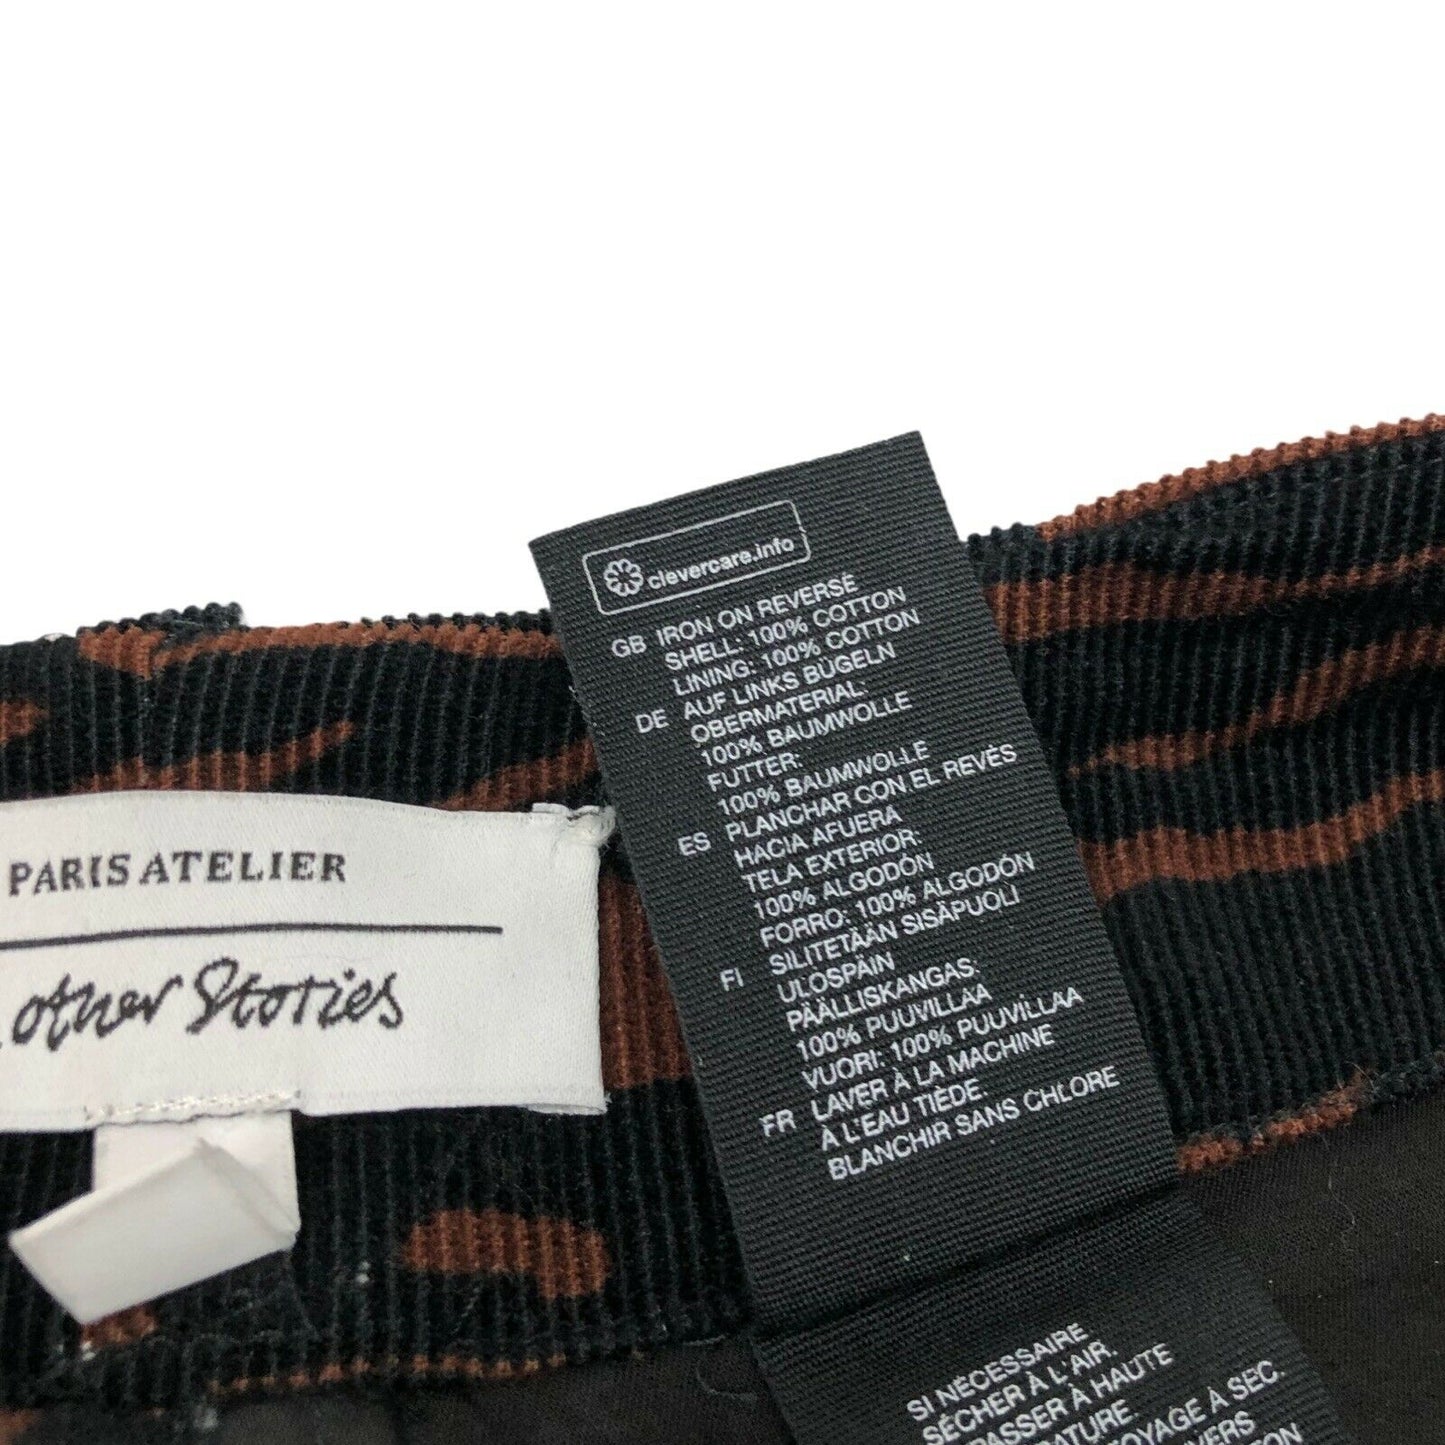 PARIS ATELIER
other Stories
clevercare.info
GB IRON ON REVERSE
SHELL: 100% COTTON
LINING: 100% COTTON
DE AUF LINKS BÜGELN
OBERMATERIAL:
100% BAUMWOLLE
FUTTER:
100% BAUMWOLLE
ES PLANCHAR CON EL REVÉS
HACIA AFUERA
TELA EXTERIOR:
100% ALGODÓN
FORRO: 100% ALGODÓN
FI SILITETÄÄN SISÄPUOLI
ULOSPÄIN
PÄÄLLISKANGAS:
100% PUUVILLAA
VUORI: 100% PUUVILLAA
FR LAVER À LA MACHINE
À L'EAU TIÈDE.
BLANCHIR SANS CHLORE
SI NÉCESSAIRE
SÉCHER À L'AIR.
PASSER À HAUTE
À SEC.